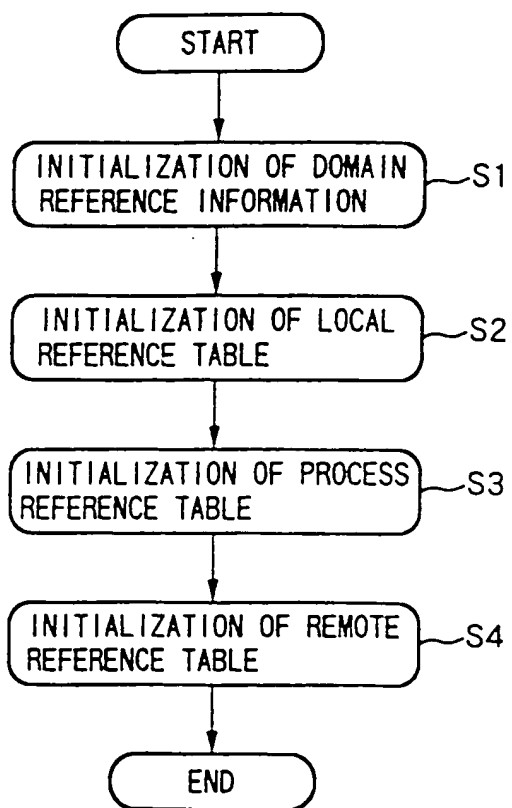 START
INITIALIZATION OF DOMAIN
REFERENCE INFORMATION
S1
INITIALIZATION OF LOCAL
REFERENCE TABLE
S2
INITIALIZATION OF PROCESS
REFERENCE TABLE
S3
INITIALIZATION OF REMOTE
REFERENCE TABLE
S4
END